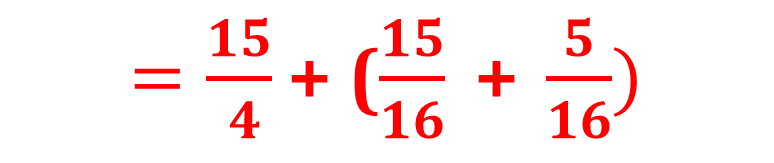 = 15/4 + (15/16 + 5/16)